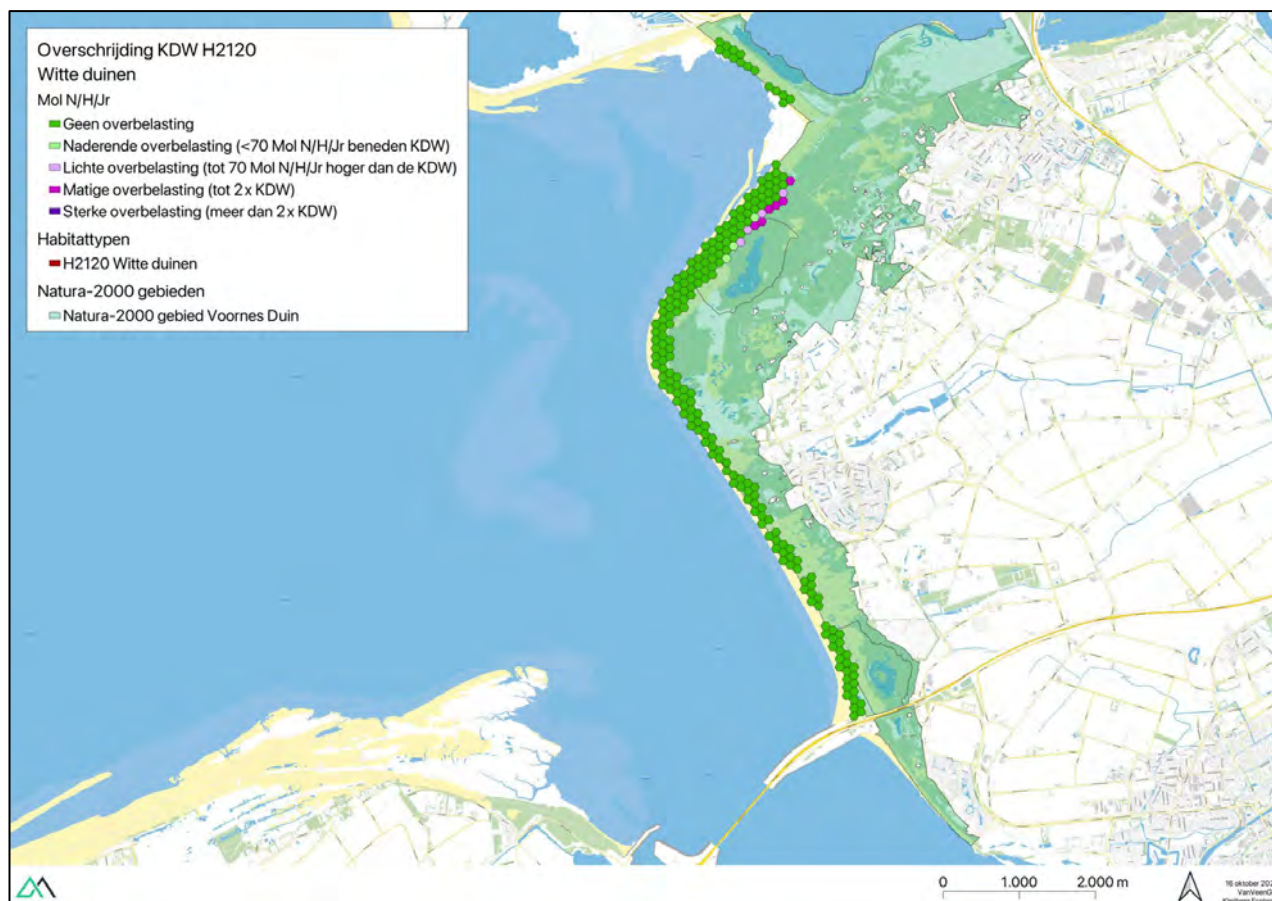 Overschrijding KDW H2120
Witte duinen
Mol N/H/Jr
Geen overbelasting
Naderende overbelasting (<70 Mol N/H/Jr beneden KDW)
Lichte overbelasting (tot 70 Mol N/H/Jr hoger dan de KDW)
Matige overbelasting (tot 2 x KDW)
Sterke overbelasting (meer dan 2 x KDW)
Habitattypen
H2120 Witte duinen
Natura-2000 gebieden
Natura-2000 gebied Voornes Duin
0 1.000 2.000 m
16 oktober 202
VanVeenG